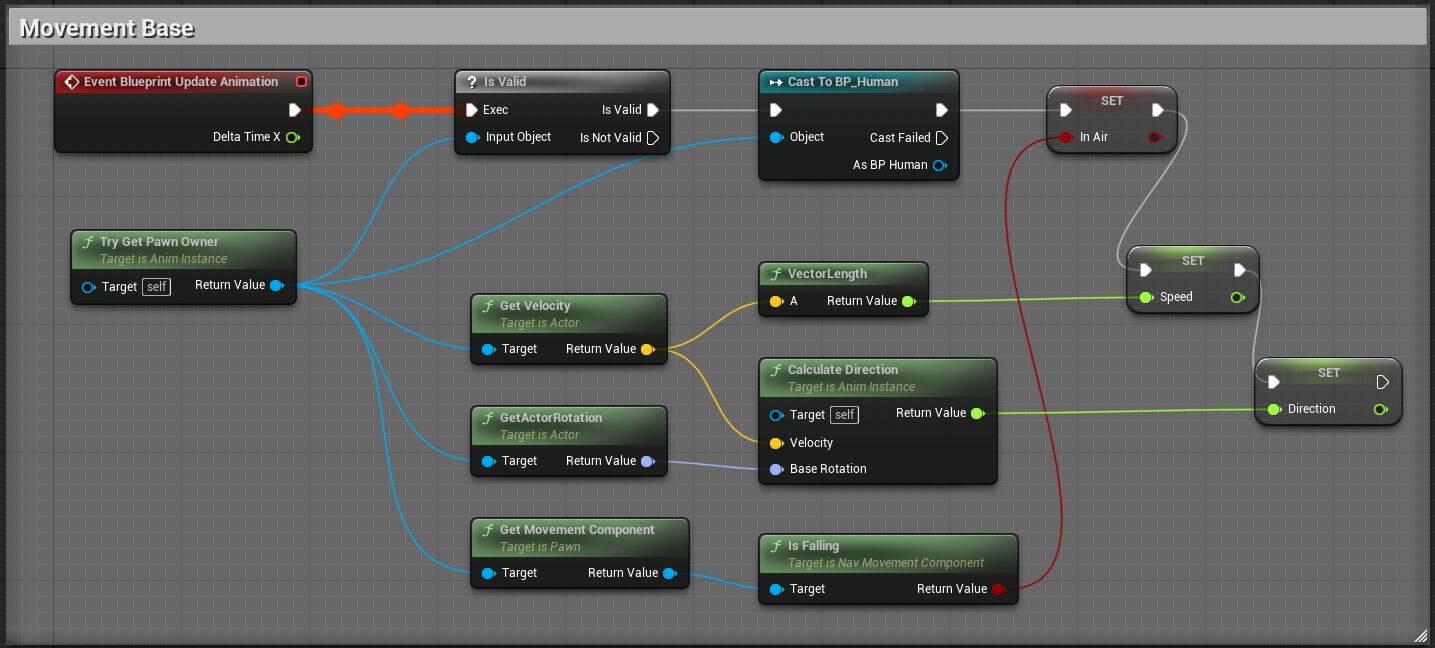 Movement Base
Event Blueprint Update Animation
Delta Time X
? Is Valid
Exec
Is Valid
Input Object
Is Not Valid
Cast To BP_Human
Object
Cast Failed
As BP Human
SET
In Air
Try Get Pawn Owner
Target is Anim Instance
Target self
Return Value
Get Velocity
Target is Actor
Target
Return Value
VectorLength
A
Return Value
SET
Speed
Calculate Direction
Target is Anim Instance
Target self
Return Value
Velocity
Base Rotation
SET
Direction
GetActorRotation
Target is Actor
Target
Return Value
Get Movement Component
Target is Pawn
Target
Return Value
Is Falling
Target is Nav Movement Component
Target
Return Value